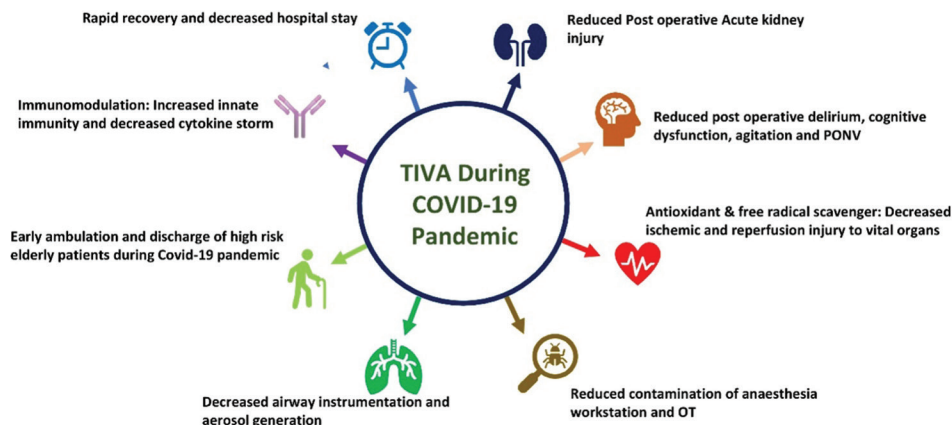 Rapid recovery and decreased hospital stay
Reduced Post operative Acute kidney
injury
Immunomodulation: Increased innate
immunity and decreased cytokine storm
Reduced post operative delirium, cognitive
dysfunction, agitation and PONV
TIVA During
COVID-19
Pandemic
Antioxidant & free radical scavenger: Decreased
ischemic and reperfusion injury to vital organs
Early ambulation and discharge of high risk
elderly patients during Covid-19 pandemic
Decreased airway instrumentation and
aerosol generation
Reduced contamination of anaesthesia
workstation and OT